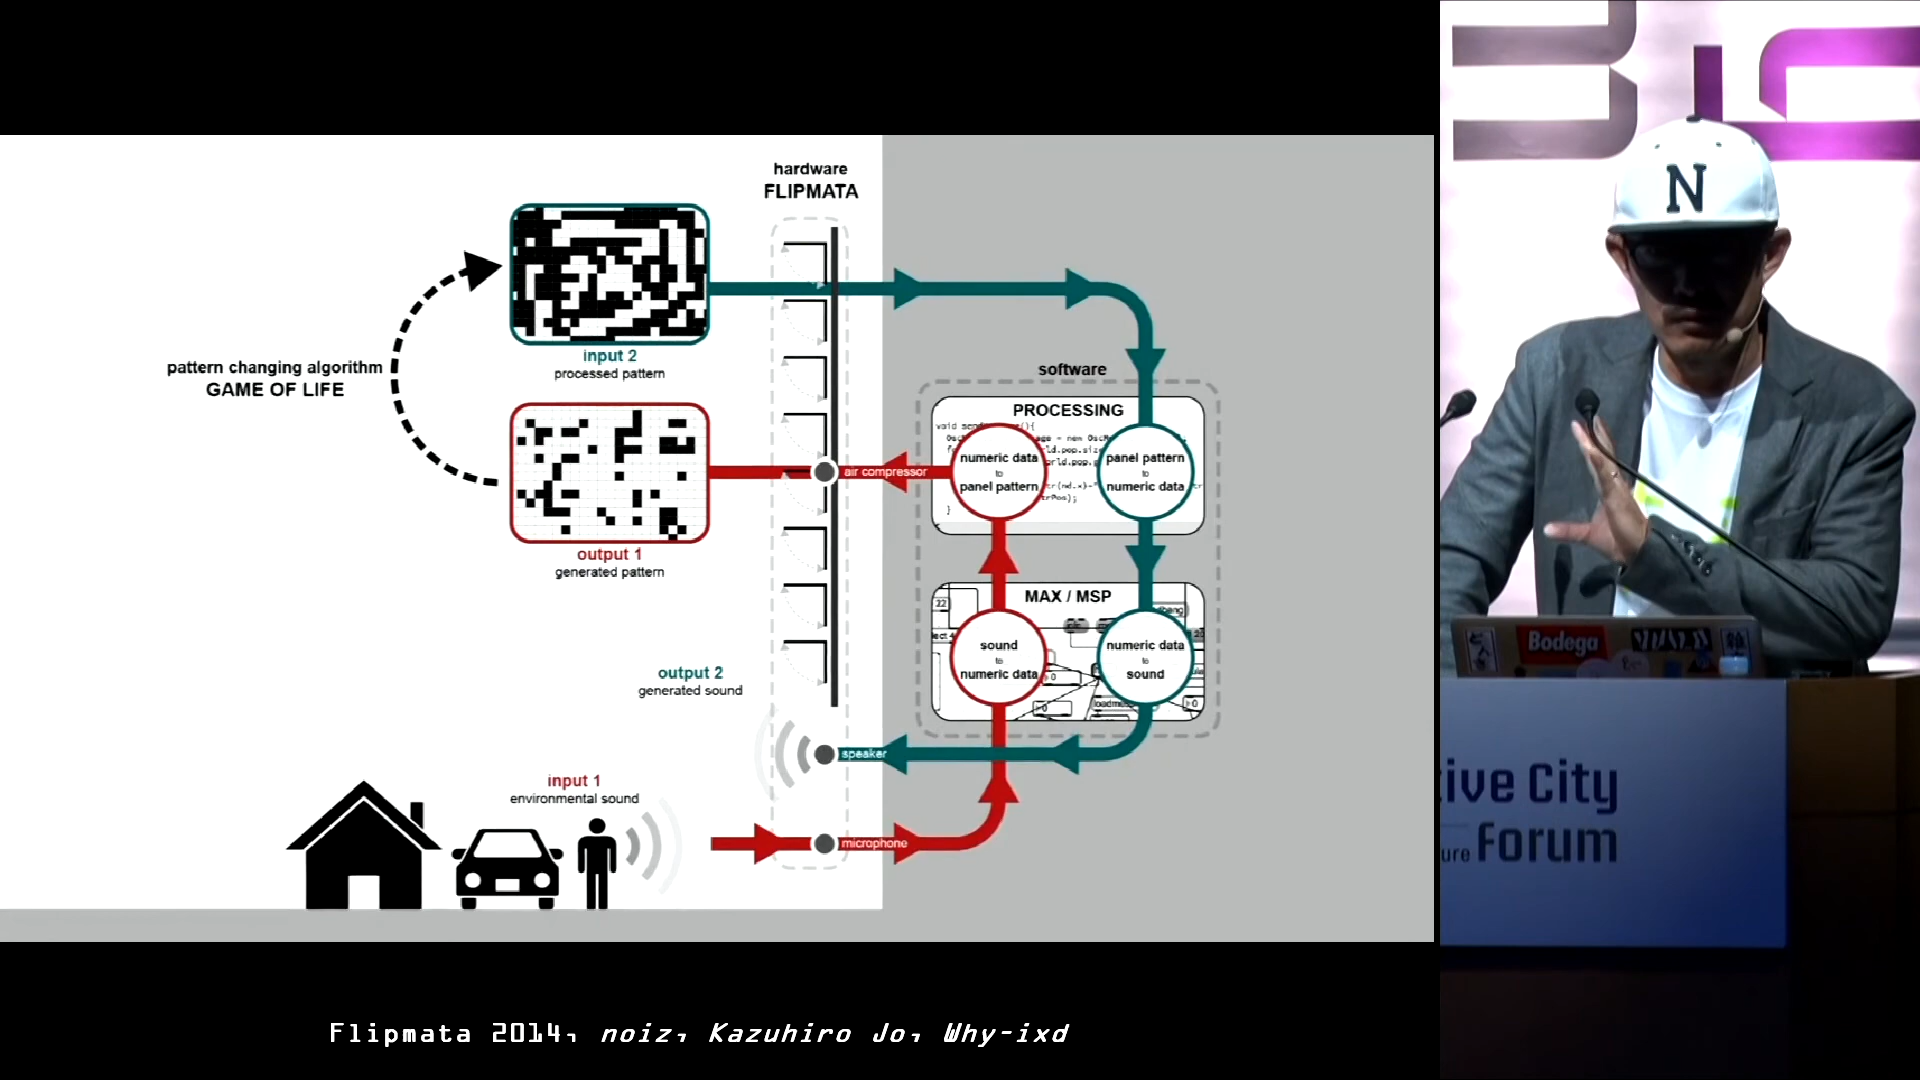 hardware
FLIPMATA
input 2
processed pattern
pattern changing algorithm
GAME OF LIFE
output 1
generated pattern
air compressor
software
PROCESSING
numeric data
to
panel pattern
panel pattern
to
numeric data
MAX / MSP
sound
to
numeric data
numeric data
to
sound
output 2
generated sound
speaker
input 1
environmental sound
microphone
Flipmata 2014, noiz, Kazuhiro Jo, Why-ixd
N
Bodega
tive City
ure Forum